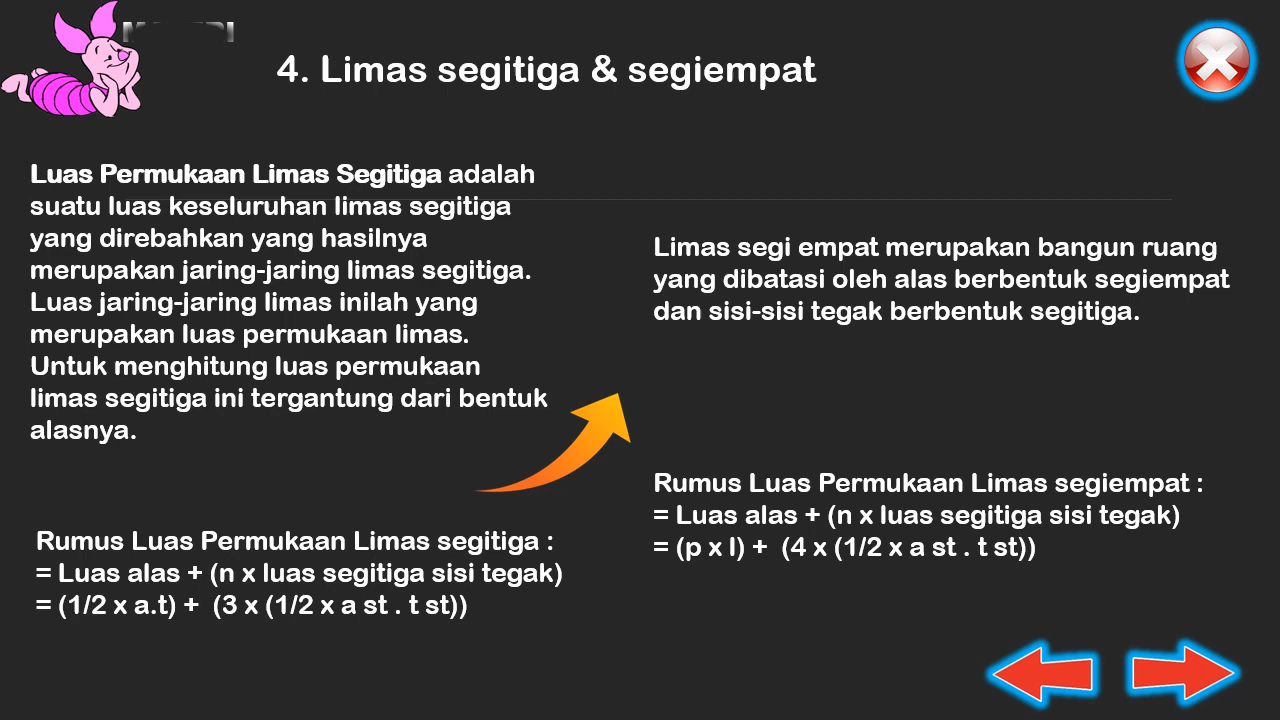 4. Limas segitiga & segiempat
Luas Permukaan Limas Segitiga adalah
suatu luas keseluruhan limas segitiga
yang direbahkan yang hasilnya
merupakan jaring-jaring limas segitiga.
Luas jaring-jaring limas inilah yang
merupakan luas permukaan limas.
Untuk menghitung luas permukaan
limas segitiga ini tergantung dari bentuk
alasnya.
Rumus Luas Permukaan Limas segitiga :
= Luas alas + (n x luas segitiga sisi tegak)
= (1/2 x a.t) + (3 x (1/2 x a st . t st))
Limas segi empat merupakan bangun ruang
yang dibatasi oleh alas berbentuk segiempat
dan sisi-sisi tegak berbentuk segitiga.
Rumus Luas Permukaan Limas segiempat :
= Luas alas + (n x luas segitiga sisi tegak)
= (p x l) + (4 x (1/2 x a st . t st))